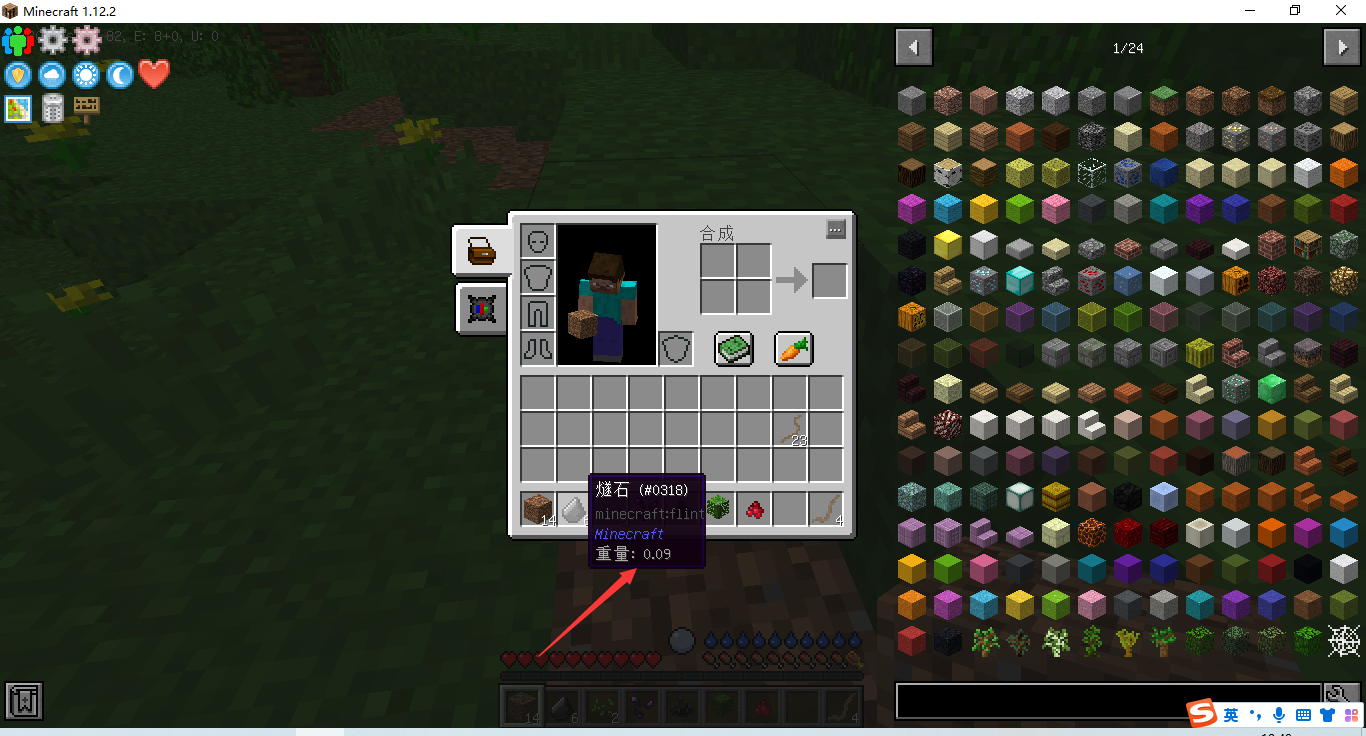 Minecraft 1.12.2
82, E: 8+0, U: 0
1/24
合成
23
燧石 (#0318)
minecraft:flint
Minecraft
重量: 0.09
14
4
14
6
2
4
英